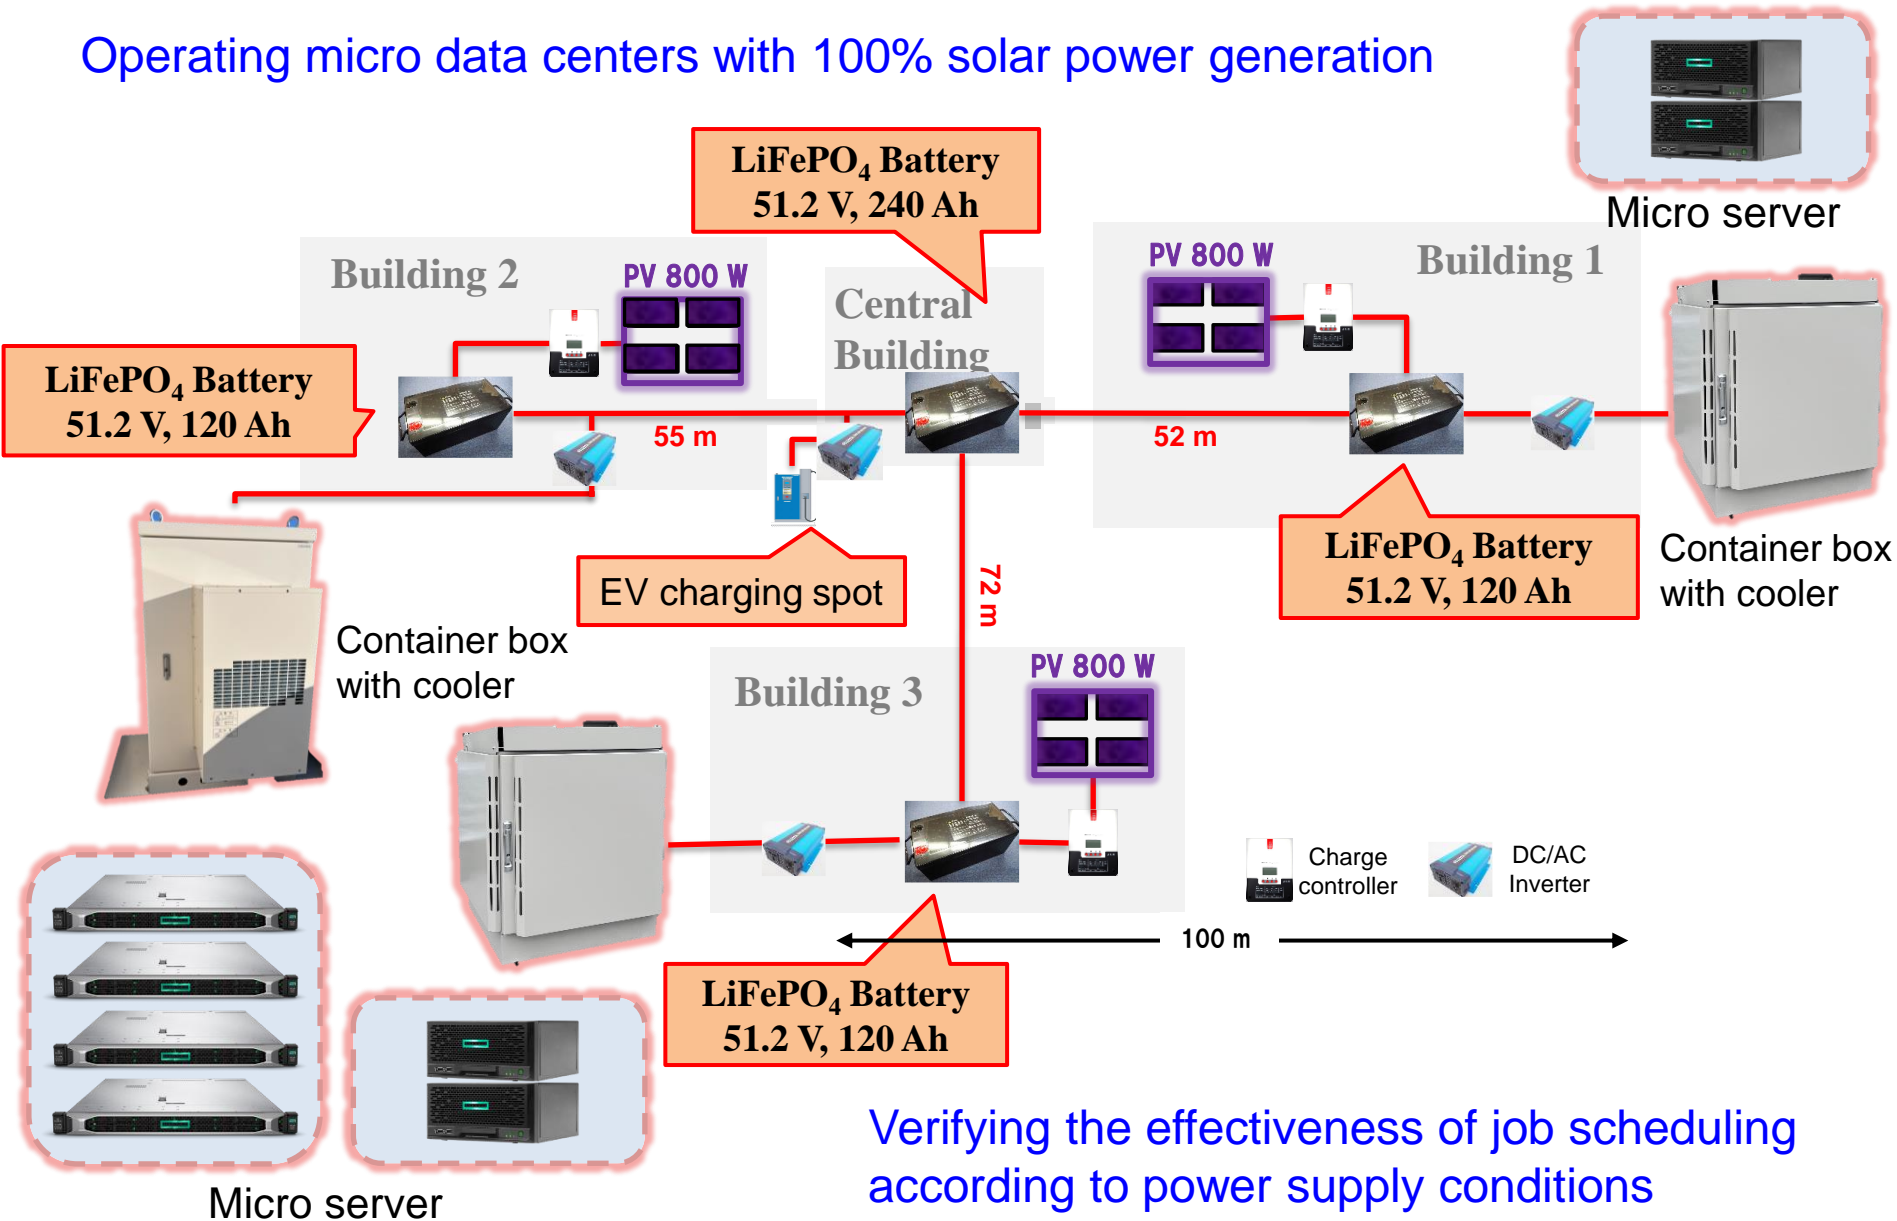 Operating micro data centers with 100% solar power generation
LiFePO₄ Battery
51.2 V, 240 Ah
Micro server
Building 2
PV 800 W
Central
Building
PV 800 W
Building 1
LiFePO₄ Battery
51.2 V, 120 Ah
55 m
52 m
EV charging spot
72 m
LiFePO₄ Battery
51.2 V, 120 Ah
Container box
with cooler
Container box
with cooler
Building 3
PV 800 W
Charge
controller
DC/AC
Inverter
100 m
LiFePO₄ Battery
51.2 V, 120 Ah
Micro server
Verifying the effectiveness of job scheduling
according to power supply conditions